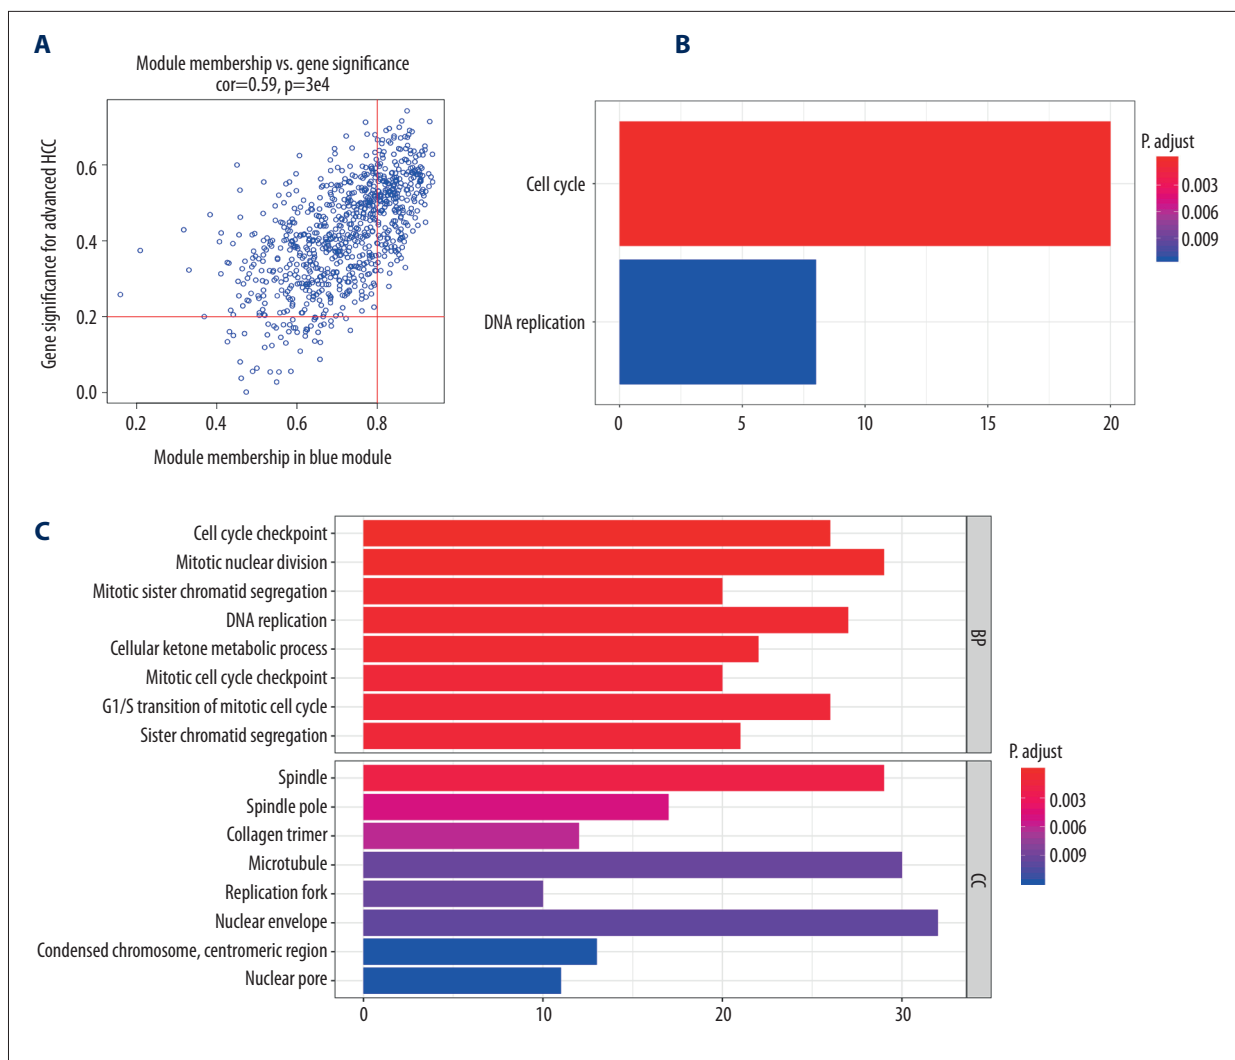 A
Module membership vs. gene significance
cor=0.59, p=3e4
Gene significance for advanced HCC
0.6
0.4
0.2
0.0
0.2 0.4 0.6 0.8
Module membership in blue module
B
Cell cycle
DNA replication
0 5 10 15 20
P. adjust
0.003
0.006
0.009
C
Cell cycle checkpoint
Mitotic nuclear division
Mitotic sister chromatid segregation
DNA replication
Cellular ketone metabolic process
Mitotic cell cycle checkpoint
G1/S transition of mitotic cell cycle
Sister chromatid segregation
BP
Spindle
Spindle pole
Collagen trimer
Microtubule
Replication fork
Nuclear envelope
Condensed chromosome, centromeric region
Nuclear pore
CC
0 10 20 30
P. adjust
0.003
0.006
0.009